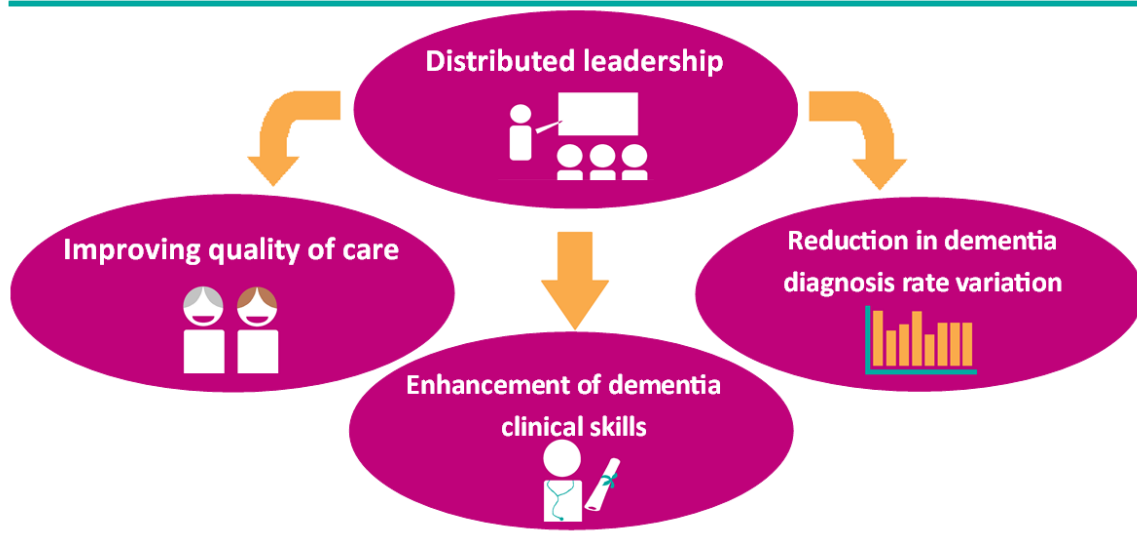 Distributed leadership
Improving quality of care
Reduction in dementia
diagnosis rate variation
Enhancement of dementia
clinical skills